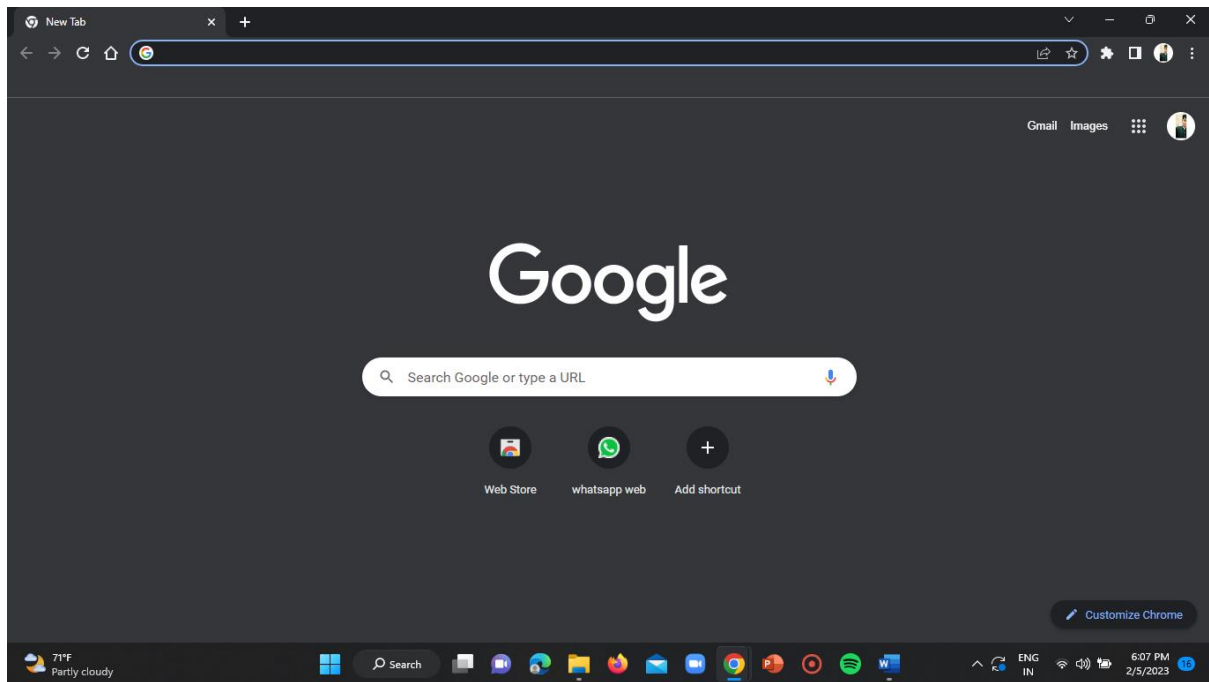 New Tab
Gmail Images
Google
Search Google or type a URL
Web Store whatsapp web Add shortcut
Customize Chrome
71°F
Partly cloudy
Search
ENG
IN
6:07 PM
2/5/2023
16